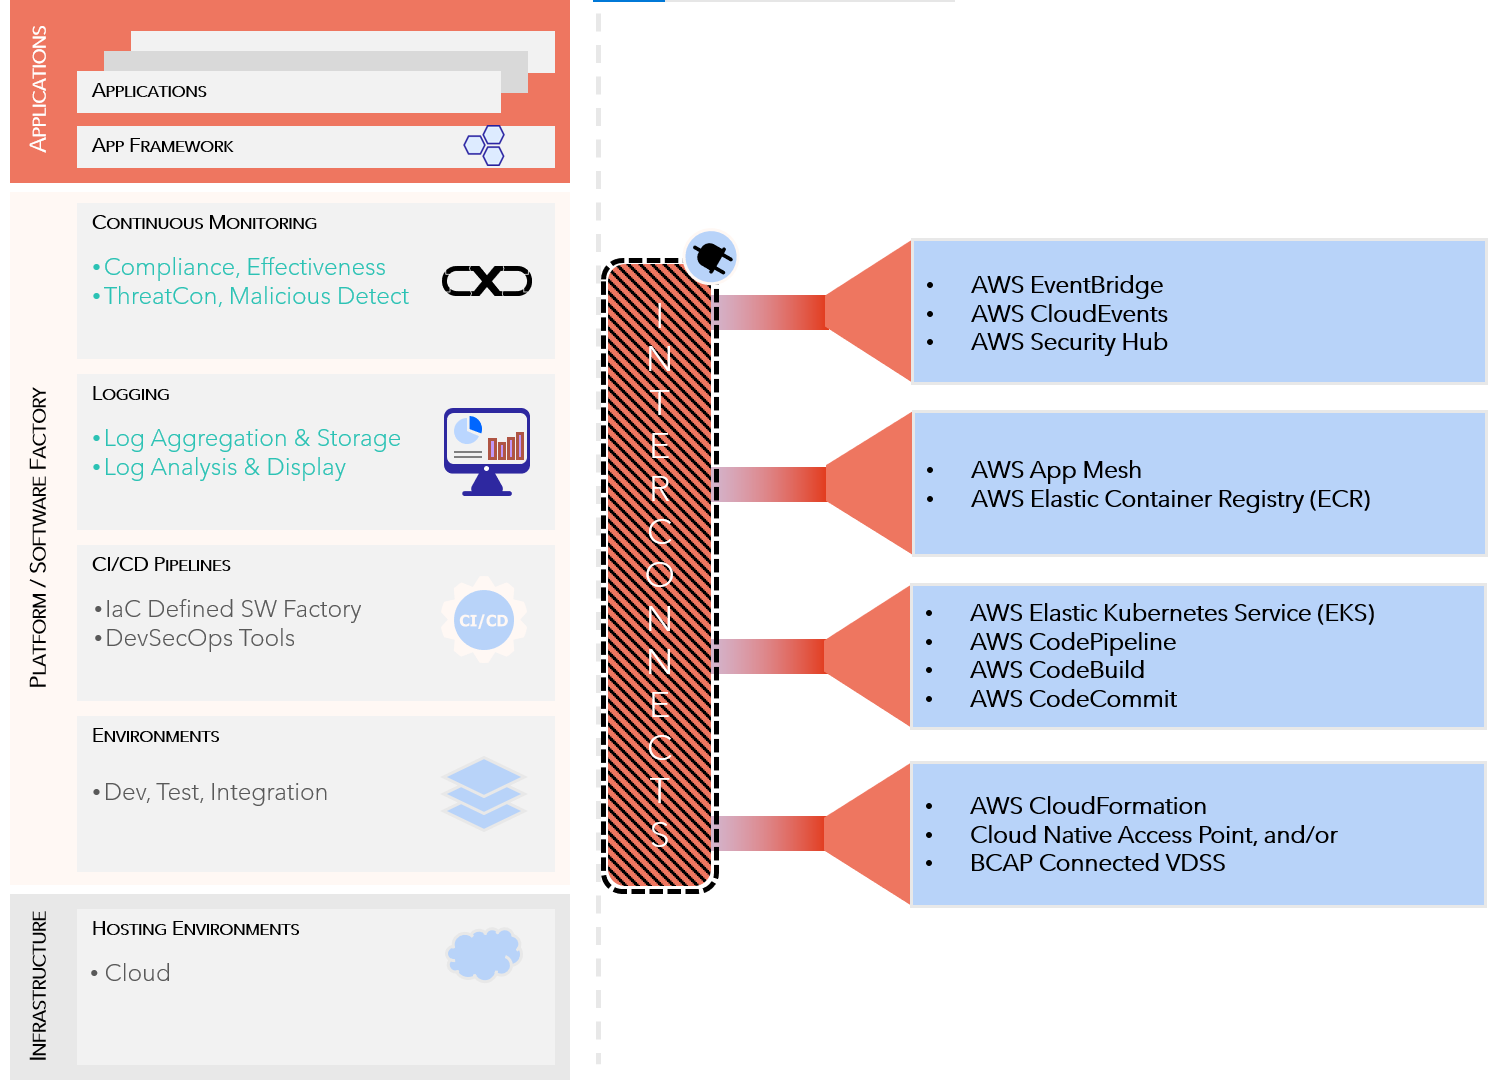 APPLICATIONS
APPLICATIONS
APP FRAMEWORK
PLATFORM / SOFTWARE FACTORY
CONTINUOUS MONITORING
• Compliance, Effectiveness
• ThreatCon, Malicious Detect
LOGGING
• Log Aggregation & Storage
• Log Analysis & Display
CI/CD PIPELINES
• IaC Defined SW Factory
• DevSecOps Tools
CI/CD
ENVIRONMENTS
• Dev, Test, Integration
INFRASTRUCTURE
HOSTING ENVIRONMENTS
• Cloud
INTERCONNECTS
• AWS EventBridge
• AWS CloudEvents
• AWS Security Hub
• AWS App Mesh
• AWS Elastic Container Registry (ECR)
• AWS Elastic Kubernetes Service (EKS)
• AWS CodePipeline
• AWS CodeBuild
• AWS CodeCommit
• AWS CloudFormation
• Cloud Native Access Point, and/or
• BCAP Connected VDSS